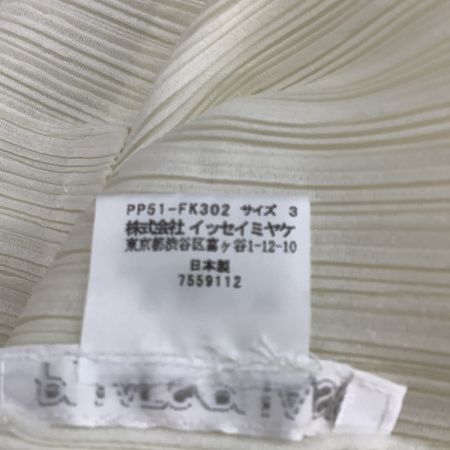 PP51-FK302 サイズ 3
株式会社 イッセイミヤケ
東京都渋谷区富ヶ谷1-12-10
日本製
7559112